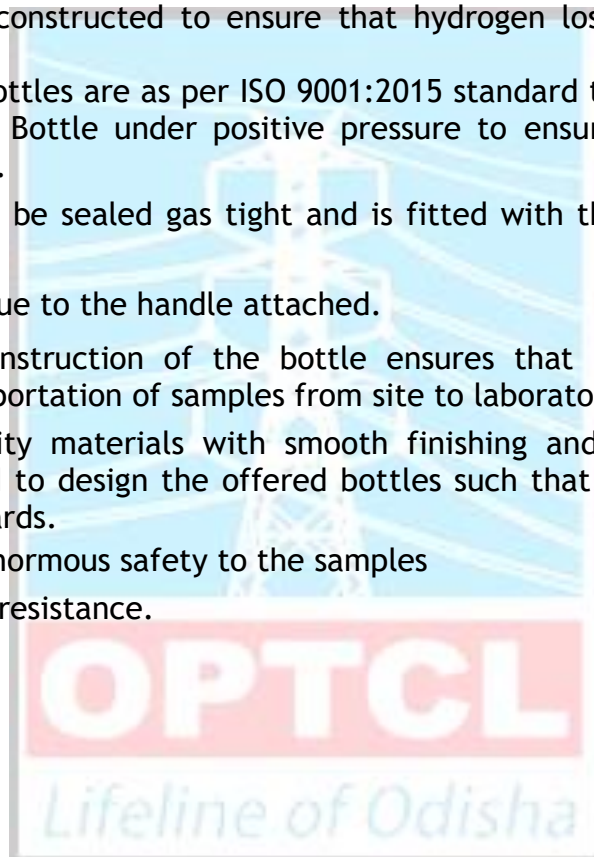 constructed to ensure that hydrogen los
ottles are as per ISO 9001:2015 standard t
Bottle under positive pressure to ensur
.
be sealed gas tight and is fitted with th
ue to the handle attached.
nstruction of the bottle ensures that
portation of samples from site to laborato
ity materials with smooth finishing and
to design the offered bottles such that
ards.
normous safety to the samples
resistance.
OPTCL
Lifeline of Odisha